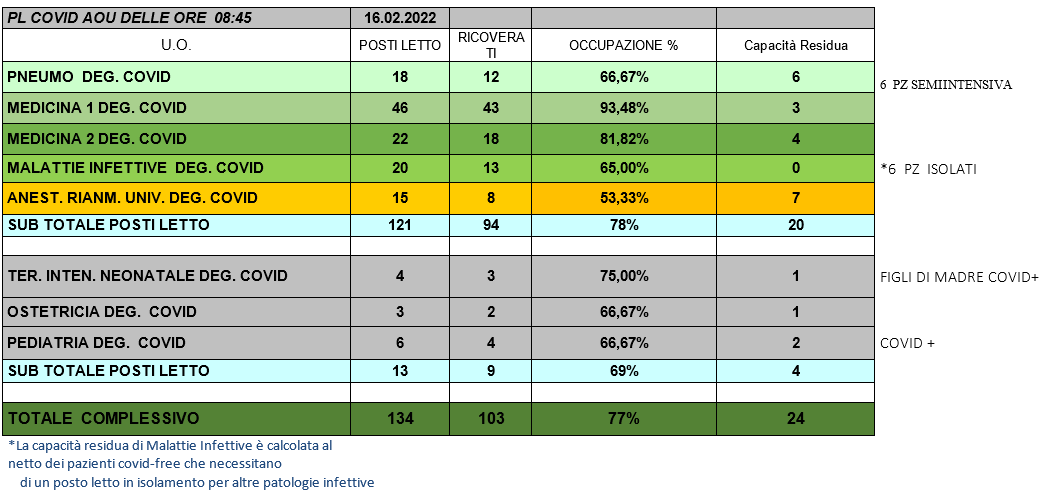 PL COVID AOU DELLE ORE 08:45 16.02.2022
U.O. POSTI LETTO RICOVERATI OCCUPAZIONE % Capacità Residua
PNEUMO DEG. COVID 18 12 66,67% 6 6 PZ SEMIINTENSIVA
MEDICINA 1 DEG. COVID 46 43 93,48% 3
MEDICINA 2 DEG. COVID 22 18 81,82% 4
MALATTIE INFETTIVE DEG. COVID 20 13 65,00% 0 *6 PZ ISOLATI
ANEST. RIANM. UNIV. DEG. COVID 15 8 53,33% 7
SUB TOTALE POSTI LETTO 121 94 78% 20
TER. INTEN. NEONATALE DEG. COVID 4 3 75,00% 1 FIGLI DI MADRE COVID+
OSTETRICIA DEG. COVID 3 2 66,67% 1
PEDIATRIA DEG. COVID 6 4 66,67% 2 COVID +
SUB TOTALE POSTI LETTO 13 9 69% 4
TOTALE COMPLESSIVO 134 103 77% 24
*La capacità residua di Malattie Infettive è calcolata al
netto dei pazienti covid-free che necessitano
di un posto letto in isolamento per altre patologie infettive